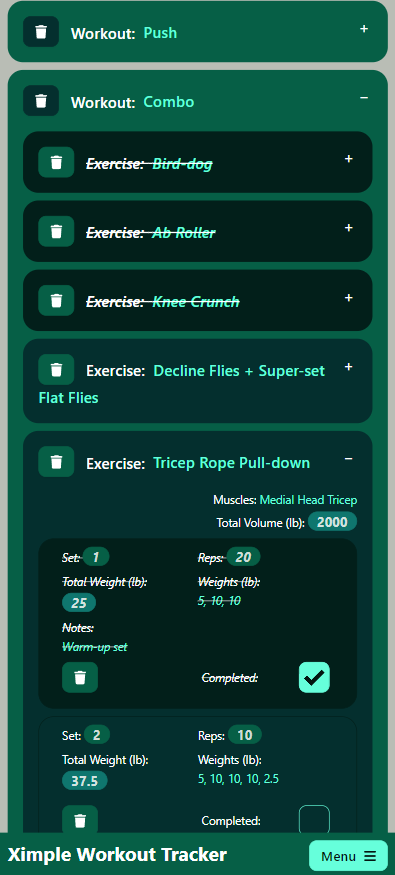 Workout: Push +
Workout: Combo −
Exercise: Bird-dog +
Exercise: Ab Roller +
Exercise: Knee Crunch +
Exercise: Decline Flies + Super-set +
Flat Flies
Exercise: Tricep Rope Pull-down −
Muscles: Medial Head Tricep
Total Volume (lb): 2000
Set: 1 Reps: 20
Total Weight (lb): Weights (lb):
25 5, 10, 10
Notes:
Warm-up set
Completed:
Set: 2 Reps: 10
Total Weight (lb): Weights (lb):
37.5 5, 10, 10, 10, 2.5
Completed:
Ximple Workout Tracker Menu